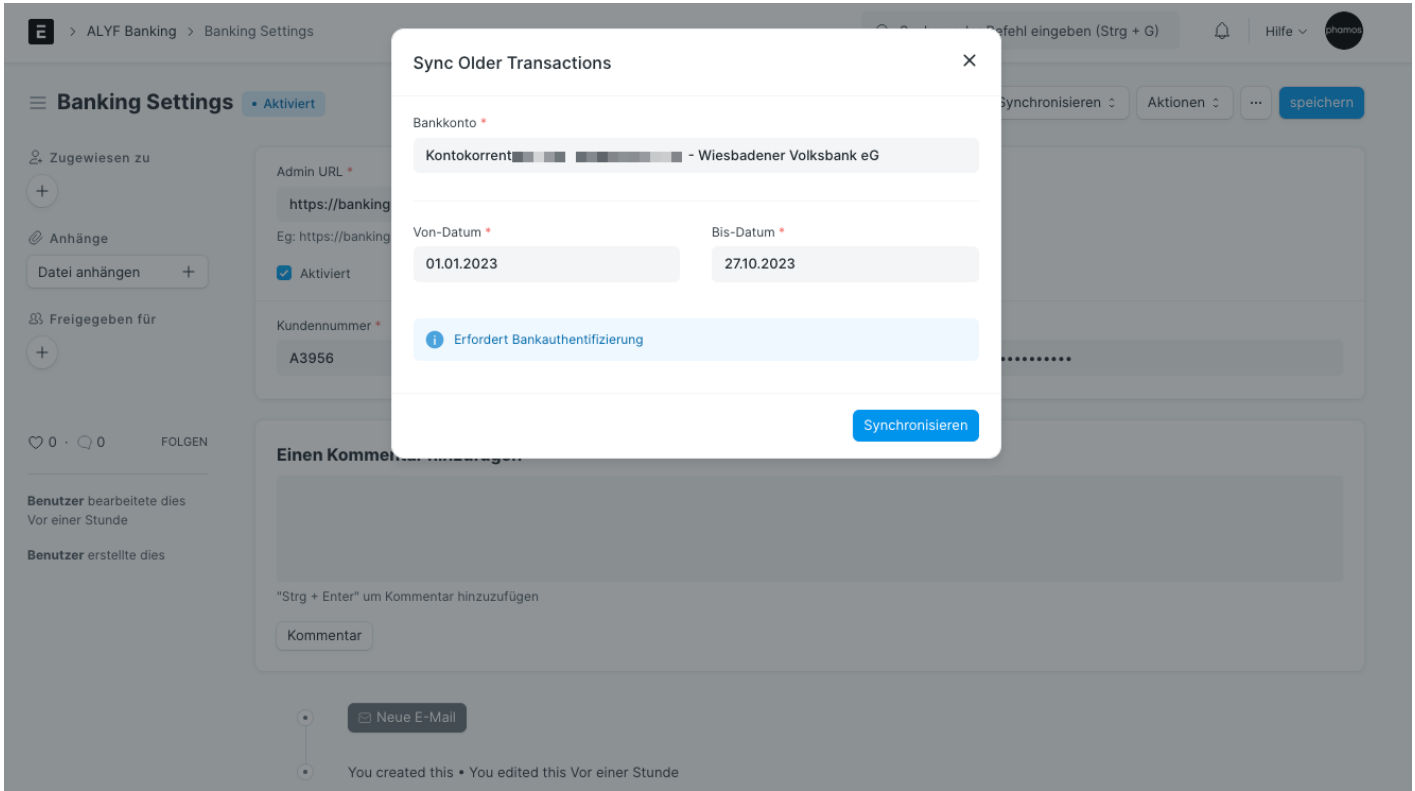 E > ALYF Banking > Banking Settings
efehl eingeben (Strg + G)
Hilfe
phamos
Banking Settings
• Aktiviert
Synchronisieren
Aktionen
...
speichern
Zugewiesen zu
+
Anhänge
Datei anhängen +
Freigegeben für
+
0 · 0 FOLGEN
Benutzer bearbeitete dies
Vor einer Stunde
Benutzer erstellte dies
Admin URL *
https://banking
Eg: https://banking
Aktiviert
Kundennummer *
A3956
•••••••••••
Sync Older Transactions
Bankkonto *
Kontokorrent - Wiesbadener Volksbank eG
Von-Datum * Bis-Datum *
01.01.2023 27.10.2023
Erfordert Bankauthentifizierung
Synchronisieren
Einen Kommentar hinzufügen
"Strg + Enter" um Kommentar hinzuzufügen
Kommentar
Neue E-Mail
You created this • You edited this Vor einer Stunde